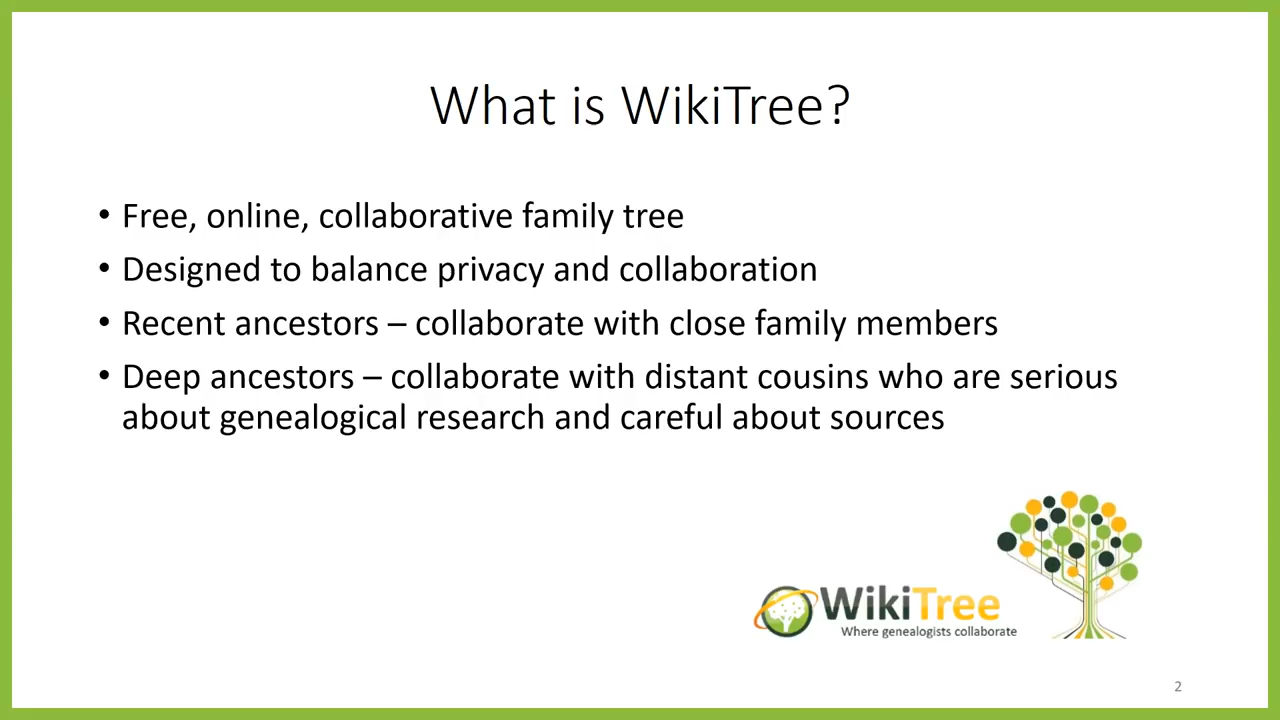 What is WikiTree?
• Free, online, collaborative family tree
• Designed to balance privacy and collaboration
• Recent ancestors – collaborate with close family members
• Deep ancestors – collaborate with distant cousins who are serious
about genealogical research and careful about sources
WikiTree
Where genealogists collaborate
2